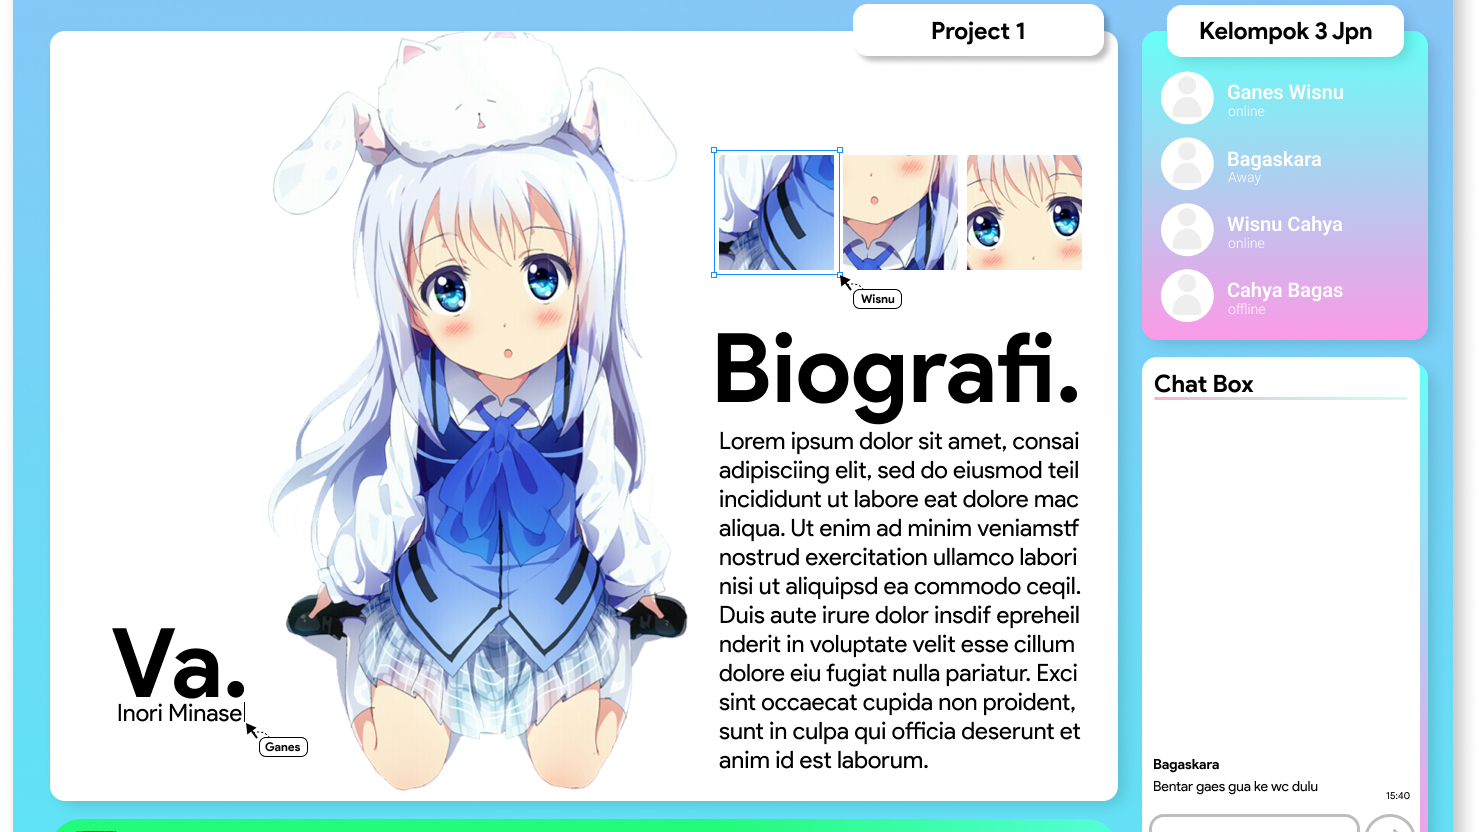 Project 1
Kelompok 3 Jpn
Ganes Wisnu
online
Bagaskara
Away
Wisnu Cahya
online
Cahya Bagas
offline
Wisnu
Biografi.
Lorem ipsum dolor sit amet, consai
adipisciing elit, sed do eiusmod teil
incididunt ut labore eat dolore mac
aliqua. Ut enim ad minim veniamstf
nostrud exercitation ullamco labori
nisi ut aliquipsd ea commodo ceqil.
Duis aute irure dolor insdif epreheil
nderit in voluptate velit esse cillum
dolore eiu fugiat nulla pariatur. Exci
sint occaecat cupida non proident,
sunt in culpa qui officia deserunt et
anim id est laborum.
Va.
Inori Minase
Ganes
Chat Box
Bagaskara
Bentar gaes gua ke wc dulu
15:40